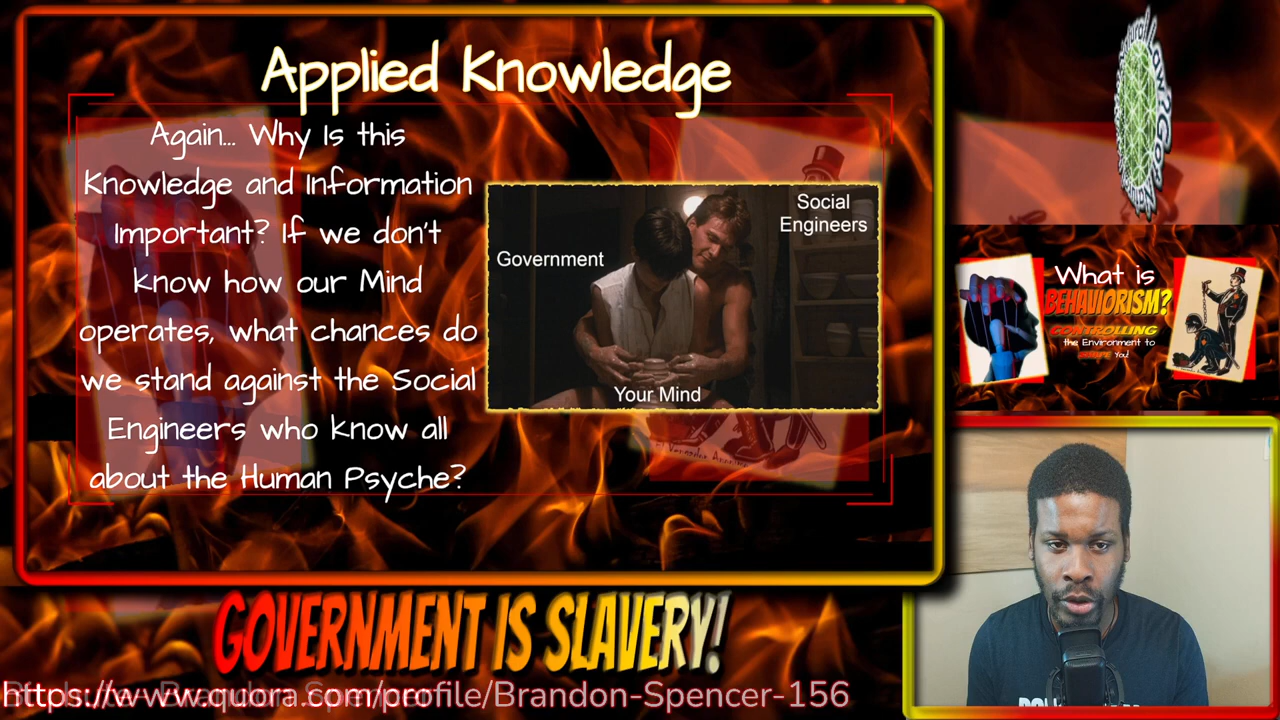 Applied Knowledge
Again... Why Is this
Knowledge and Information
Important? If we don't
know how our Mind
operates, what chances do
we stand against the Social
Engineers who know all
about the Human Psyche?
Social
Engineers
Government
Your Mind
What is
BEHAVIORISM?
CONTROLLING
the Environment to
You!
GOVERNMENT IS SLAVERY!
https://www.quora.com/profile/Brandon-Spencer-156